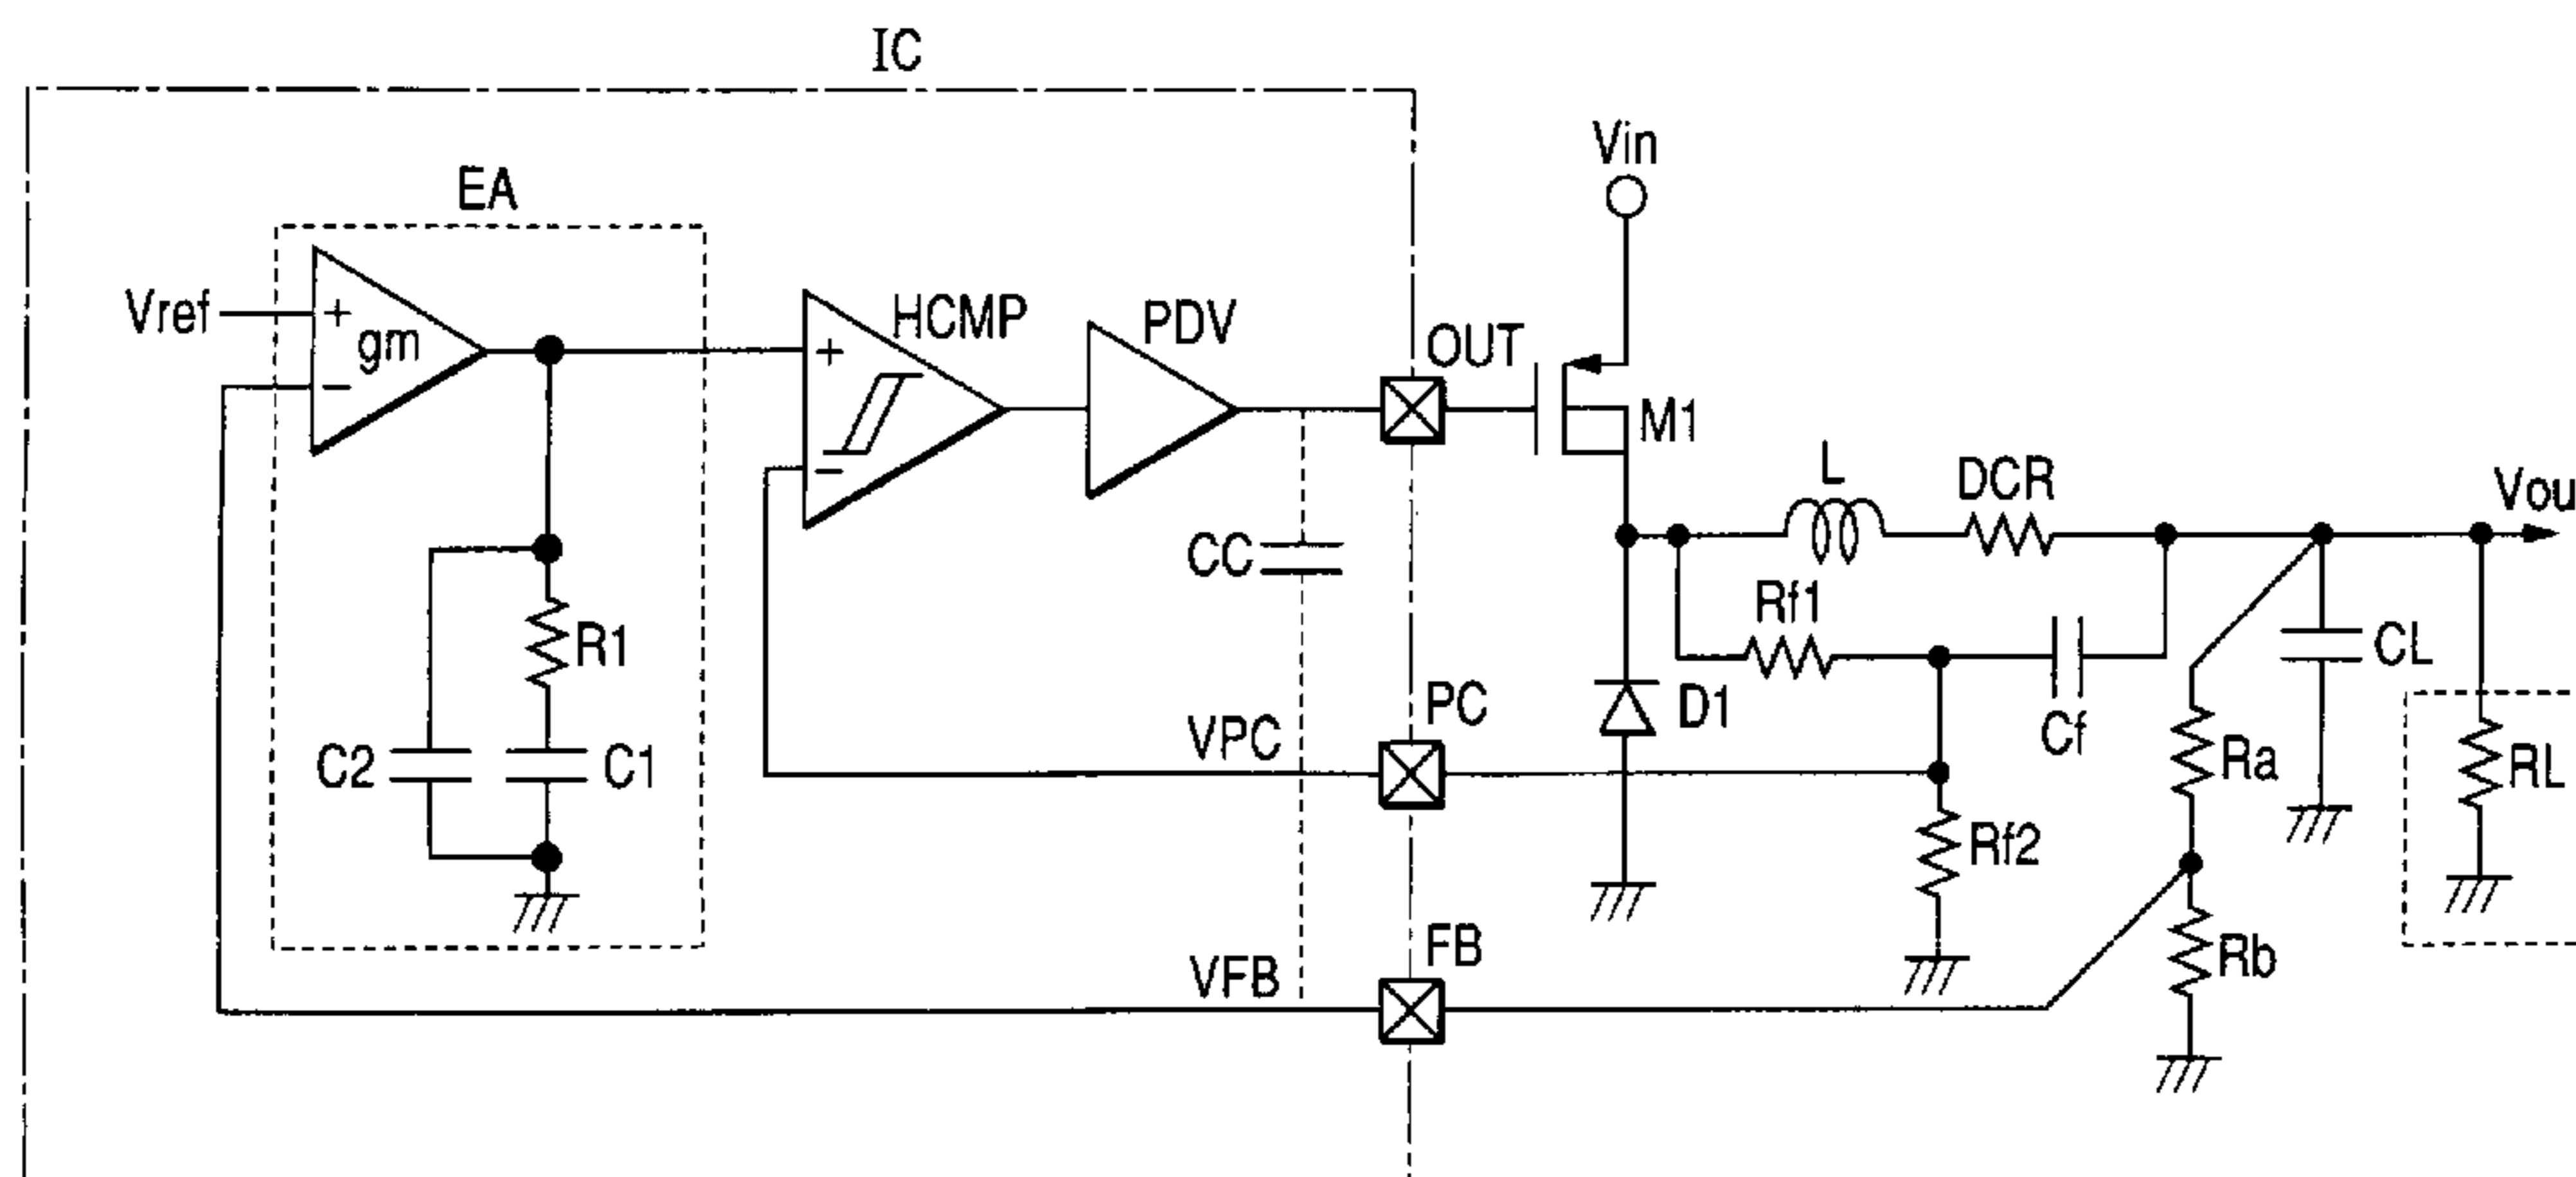 IC
EA
Vref
+
gm
−
HCMP
+
−
PDV
OUT
Vin
M1
L
DCR
Vou
CC
R1
Rf1
Cf
CL
C2
C1
VPC
PC
D1
Ra
RL
Rf2
VFB
FB
Rb